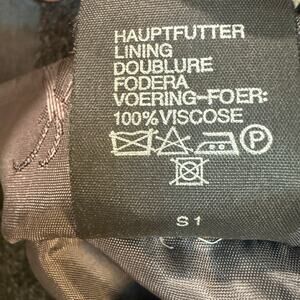 HAUPTFUTTER
LINING
DOUBLURE
FODERA
VOERING-FOER:
100%VISCOSE
P
S1